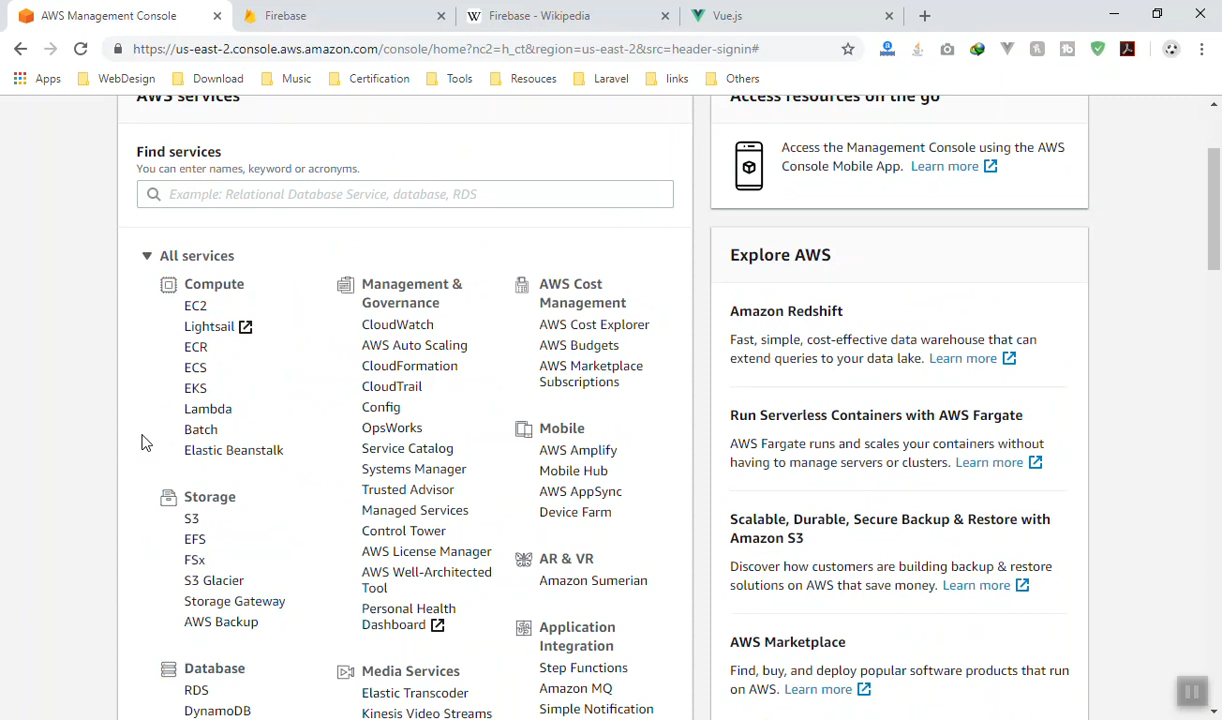 AWS Management Console
Firebase
Firebase - Wikipedia
Vue.js
https://us-east-2.console.aws.amazon.com/console/home?nc2=h_ct&region=us-east-2&src=header-signin#
Apps
WebDesign
Download
Music
Certification
Tools
Resouces
Laravel
links
Others
AWS services
Find services
You can enter names, keyword or acronyms.
Example: Relational Database Service, database, RDS
All services
Compute
EC2
Lightsail
ECR
ECS
EKS
Lambda
Batch
Elastic Beanstalk
Storage
S3
EFS
FSx
S3 Glacier
Storage Gateway
AWS Backup
Database
RDS
DynamoDB
Management &
Governance
CloudWatch
AWS Auto Scaling
CloudFormation
CloudTrail
Config
OpsWorks
Service Catalog
Systems Manager
Trusted Advisor
Managed Services
Control Tower
AWS License Manager
AWS Well-Architected
Tool
Personal Health
Dashboard
Media Services
Elastic Transcoder
Kinesis Video Streams
AWS Cost
Management
AWS Cost Explorer
AWS Budgets
AWS Marketplace
Subscriptions
Mobile
AWS Amplify
Mobile Hub
AWS AppSync
Device Farm
AR & VR
Amazon Sumerian
Application
Integration
Step Functions
Amazon MQ
Simple Notification
Access resources on the go
Access the Management Console using the AWS
Console Mobile App. Learn more
Explore AWS
Amazon Redshift
Fast, simple, cost-effective data warehouse that can
extend queries to your data lake. Learn more
Run Serverless Containers with AWS Fargate
AWS Fargate runs and scales your containers without
having to manage servers or clusters. Learn more
Scalable, Durable, Secure Backup & Restore with
Amazon S3
Discover how customers are building backup & restore
solutions on AWS that save money. Learn more
AWS Marketplace
Find, buy, and deploy popular software products that run
on AWS. Learn more